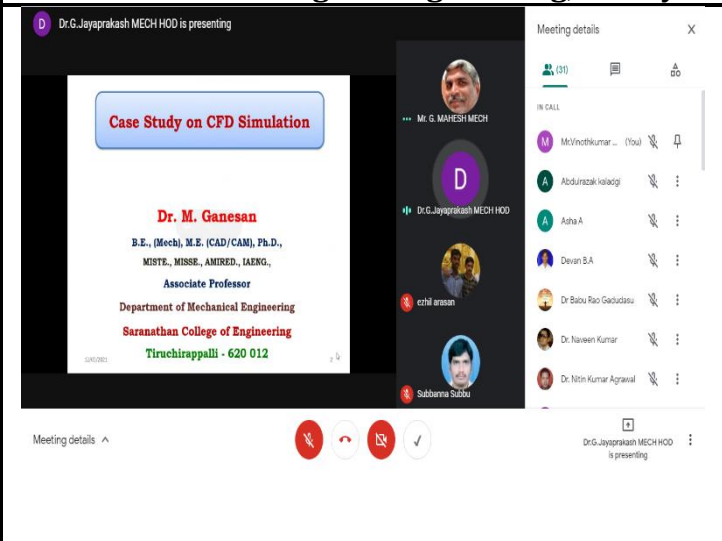 D Dr.G.Jayaprakash MECH HOD is presenting
Case Study on CFD Simulation
Dr. M. Ganesan
B.E., (Mech), M.E. (CAD/CAM), Ph.D.,
MISTE., MISSE., AMIRED., IAENG.,
Associate Professor
Department of Mechanical Engineering
Saranathan College of Engineering
Tiruchirappalli - 620 012
2
Mr. G. MAHESH MECH
D
Dr.G.Jayaprakash MECH HOD
ezhil arasan
Subbanna Subbu
Meeting details X
(31)
IN CALL
M Mr.Vinothkumar ... (You)
A Abdulrazak kaladgi
A Asha A
Devan B.A
Dr Babu Rao Gadudasu
Dr. Naveen Kumar
Dr. Nitin Kumar Agrawal
Meeting details
Dr.G.Jayaprakash MECH HOD
is presenting